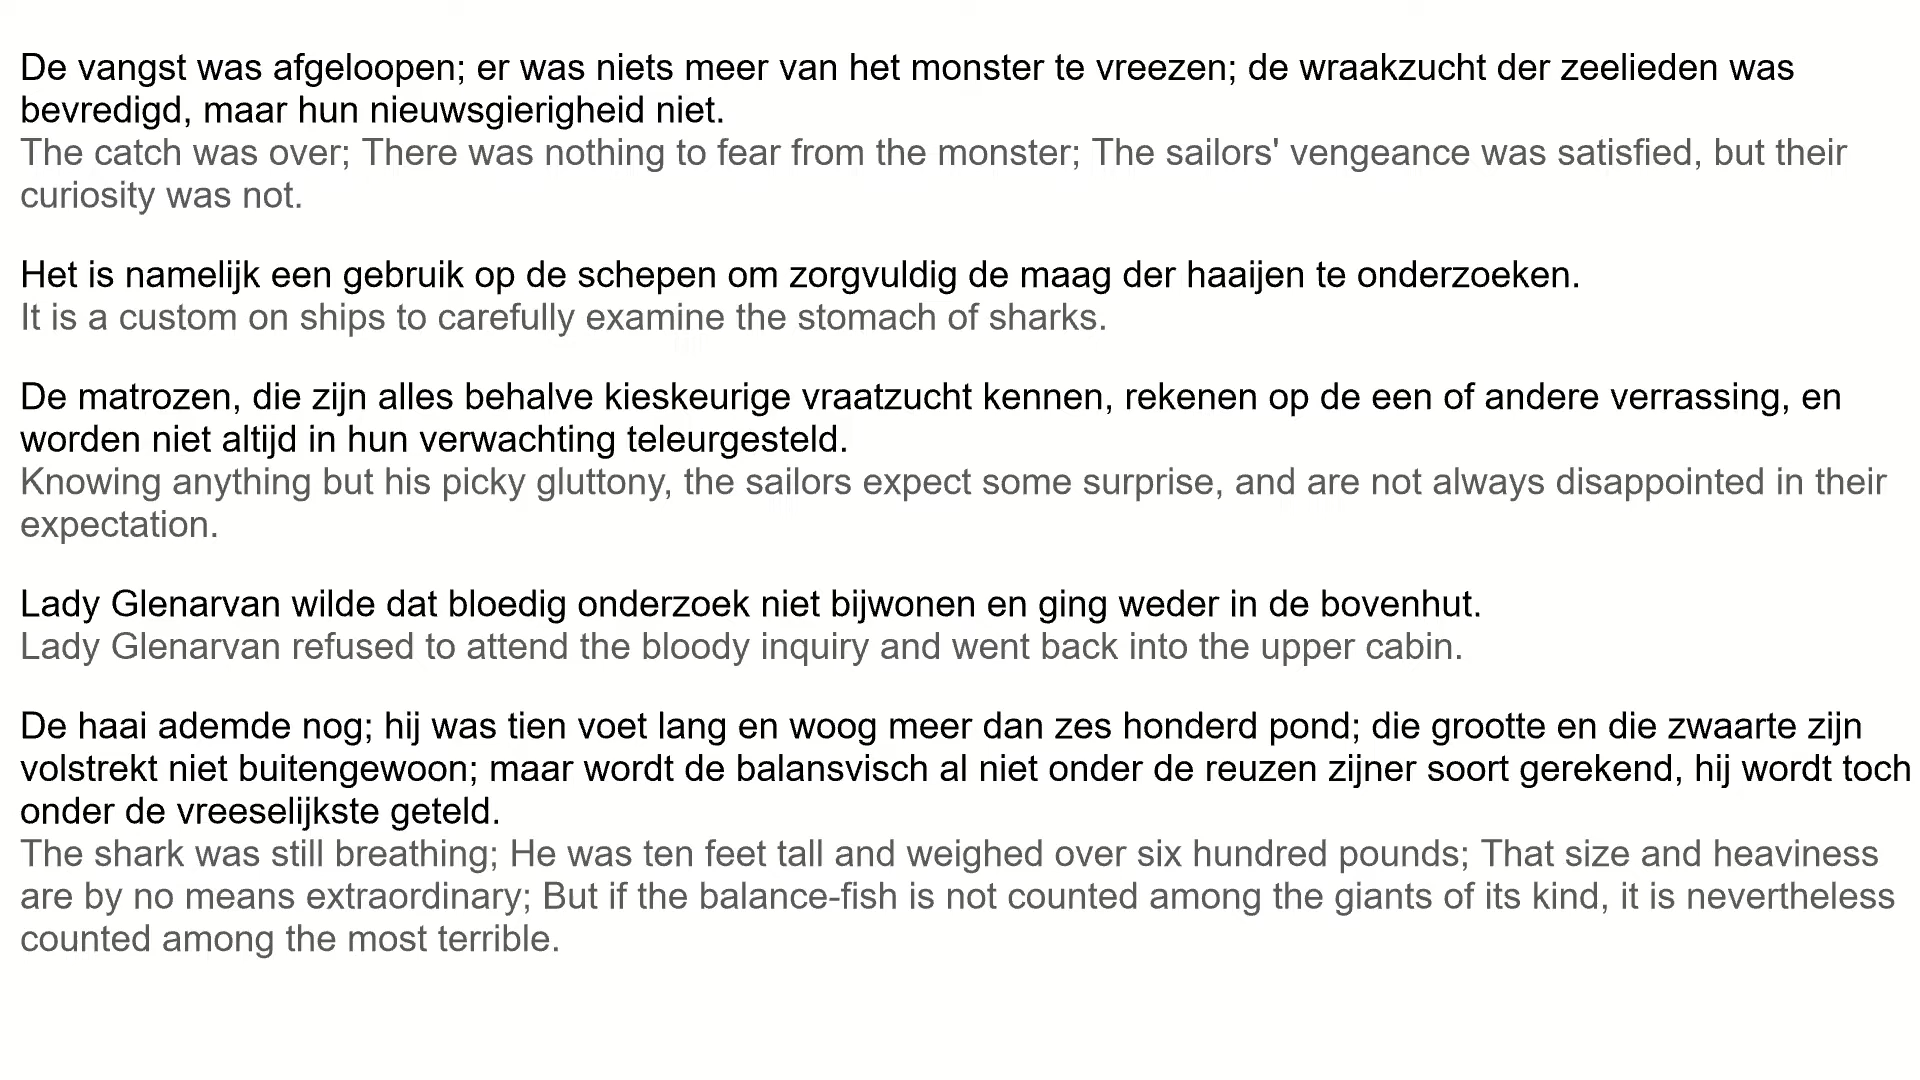 De vangst was afgeloopen; er was niets meer van het monster te vreezen; de wraakzucht der zeelieden was
bevredigd, maar hun nieuwsgierigheid niet.
The catch was over; There was nothing to fear from the monster; The sailors' vengeance was satisfied, but their
curiosity was not.
Het is namelijk een gebruik op de schepen om zorgvuldig de maag der haaijen te onderzoeken.
It is a custom on ships to carefully examine the stomach of sharks.
De matrozen, die zijn alles behalve kieskeurige vraatzucht kennen, rekenen op de een of andere verrassing, en
worden niet altijd in hun verwachting teleurgesteld.
Knowing anything but his picky gluttony, the sailors expect some surprise, and are not always disappointed in their
expectation.
Lady Glenarvan wilde dat bloedig onderzoek niet bijwonen en ging weder in de bovenhut.
Lady Glenarvan refused to attend the bloody inquiry and went back into the upper cabin.
De haai ademde nog; hij was tien voet lang en woog meer dan zes honderd pond; die grootte en die zwaarte zijn
volstrekt niet buitengewoon; maar wordt de balansvisch al niet onder de reuzen zijner soort gerekend, hij wordt toch
onder de vreeselijkste geteld.
The shark was still breathing; He was ten feet tall and weighed over six hundred pounds; That size and heaviness
are by no means extraordinary; But if the balance-fish is not counted among the giants of its kind, it is nevertheless
counted among the most terrible.